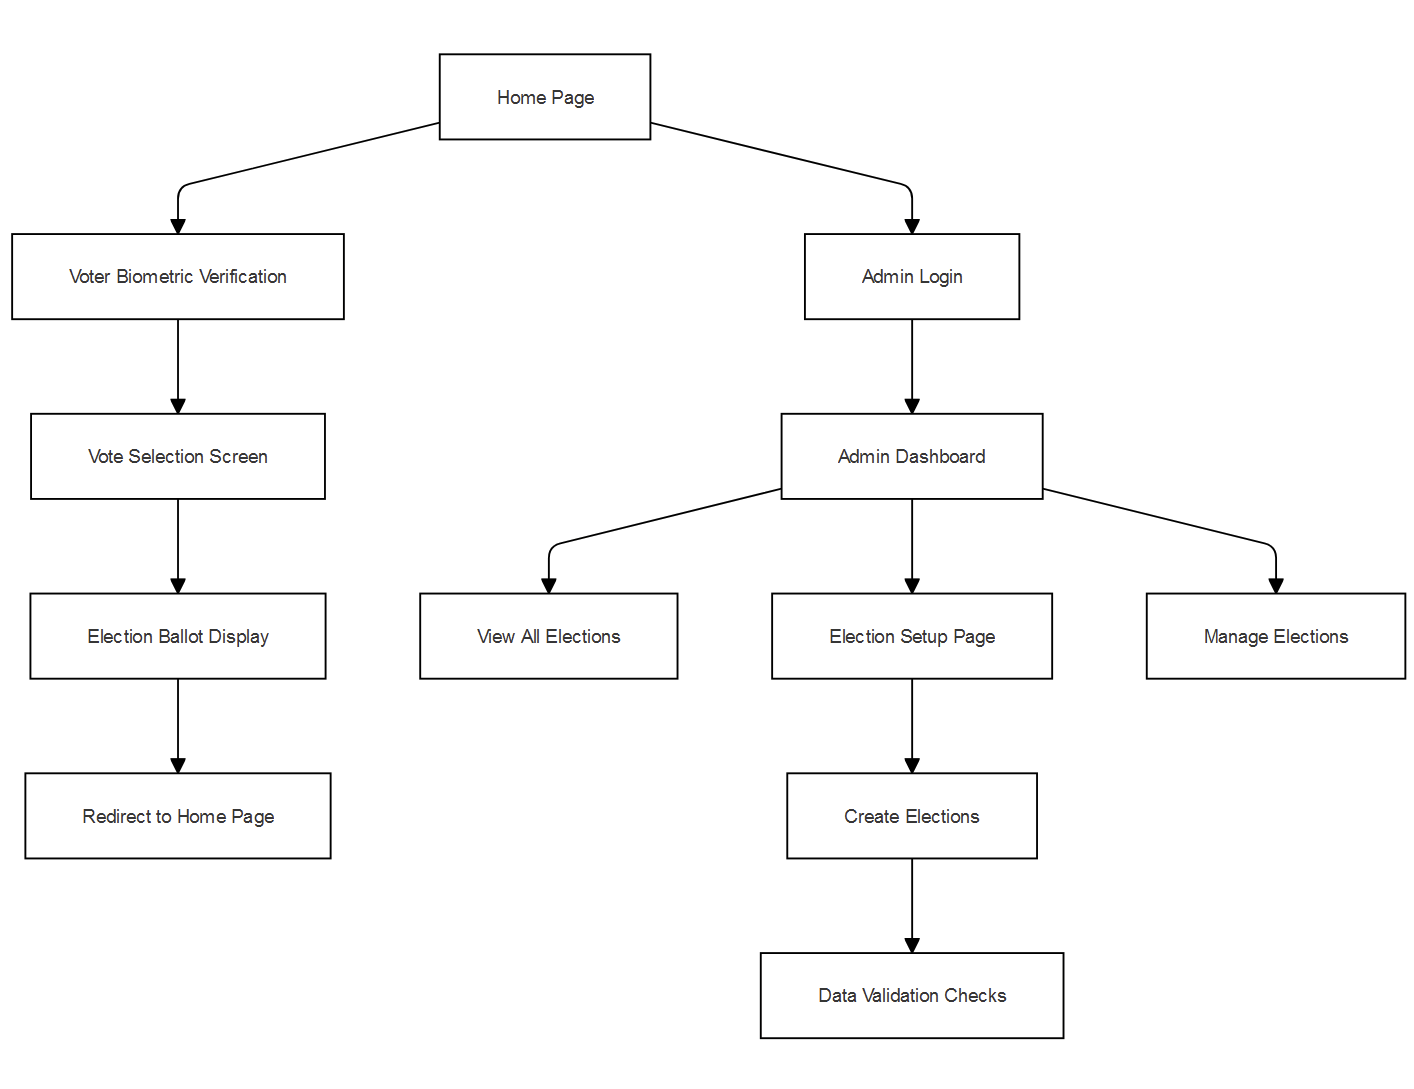 Home Page
Voter Biometric Verification
Admin Login
Vote Selection Screen
Admin Dashboard
Election Ballot Display
View All Elections
Election Setup Page
Manage Elections
Redirect to Home Page
Create Elections
Data Validation Checks